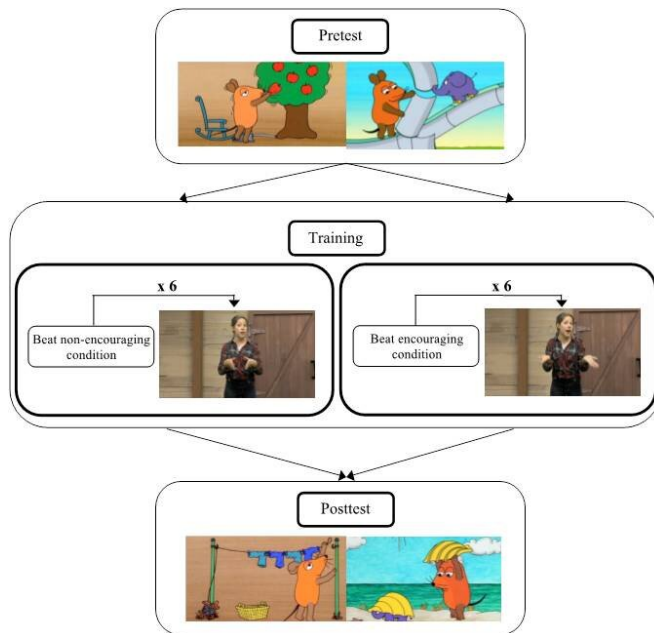 Pretest
Training
x 6
Beat non-encouraging
condition
x 6
Beat encouraging
condition
Posttest